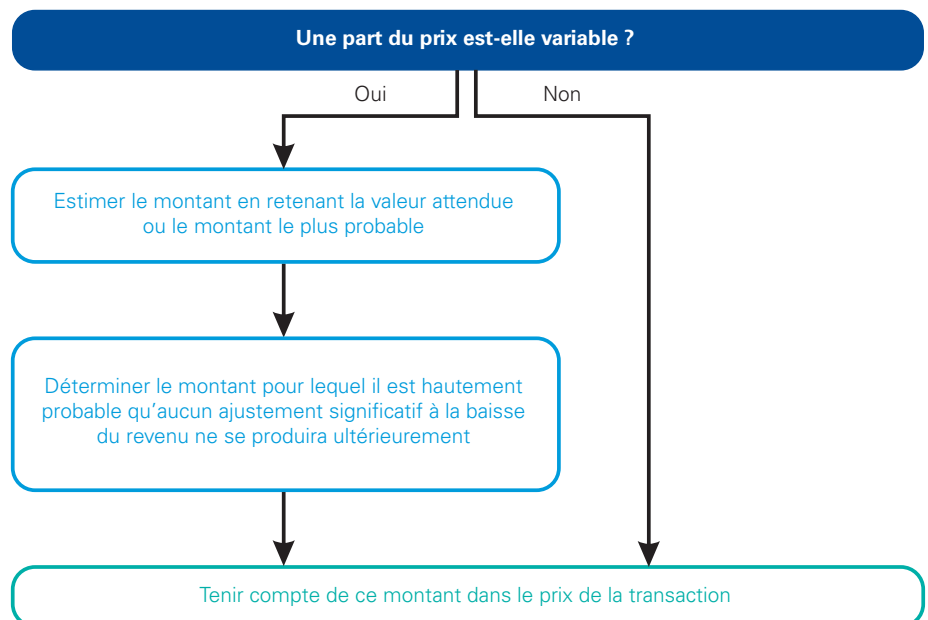 Une part du prix est-elle variable ?
Oui
Non
Estimer le montant en retenant la valeur attendue
ou le montant le plus probable
Déterminer le montant pour lequel il est hautement
probable qu’aucun ajustement significatif à la baisse
du revenu ne se produira ultérieurement
Tenir compte de ce montant dans le prix de la transaction